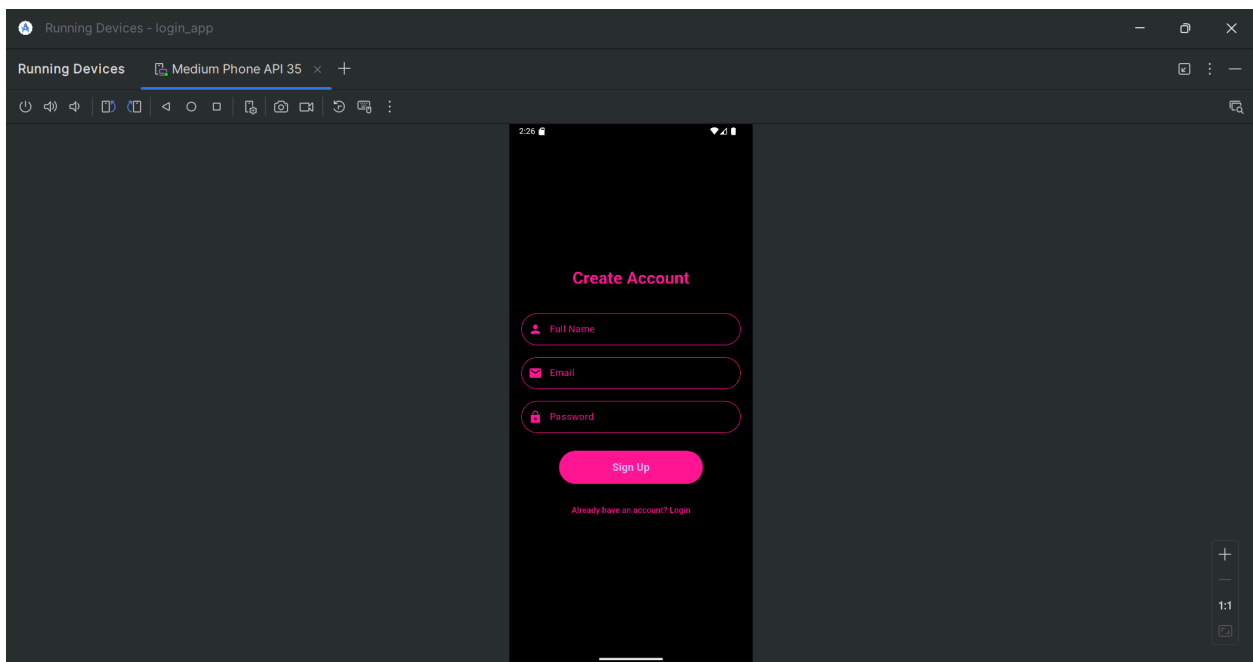 Running Devices - login_app
Running Devices Medium Phone API 35
2:26
Create Account
Full Name
Email
Password
Sign Up
Already have an account? Login
1:1